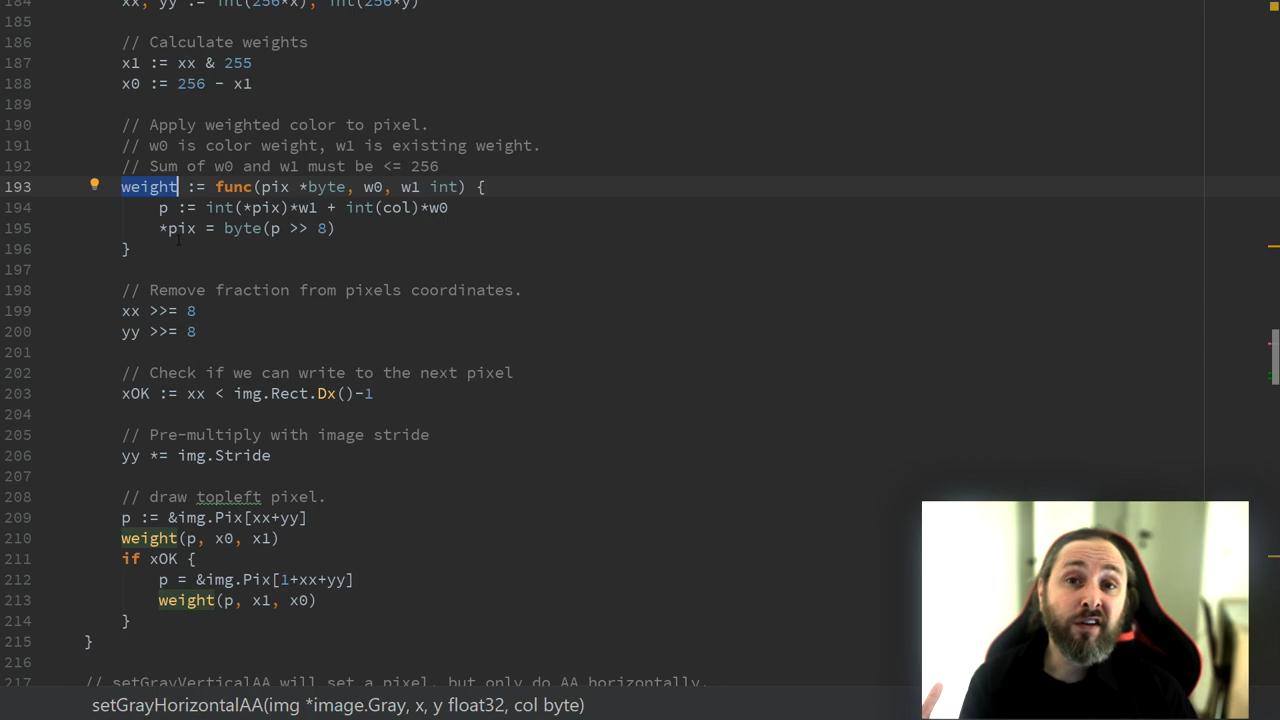 184 xx, yy := int(256*x), int(256*y)
185
186 // Calculate weights
187 x1 := xx & 255
188 x0 := 256 - x1
189
190 // Apply weighted color to pixel.
191 // w0 is color weight, w1 is existing weight.
192 // Sum of w0 and w1 must be <= 256
193 weight := func(pix *byte, w0, w1 int) {
194 p := int(*pix)*w1 + int(col)*w0
195 *pix = byte(p >> 8)
196 }
197
198 // Remove fraction from pixels coordinates.
199 xx >>= 8
200 yy >>= 8
201
202 // Check if we can write to the next pixel
203 xOK := xx < img.Rect.Dx()-1
204
205 // Pre-multiply with image stride
206 yy *= img.Stride
207
208 // draw topleft pixel.
209 p := &img.Pix[xx+yy]
210 weight(p, x0, x1)
211 if xOK {
212 p = &img.Pix[1+xx+yy]
213 weight(p, x1, x0)
214 }
215 }
216
217 // setGrayVerticalAA will set a pixel, but only do AA horizontally.
setGrayHorizontalAA(img *image.Gray, x, y float32, col byte)